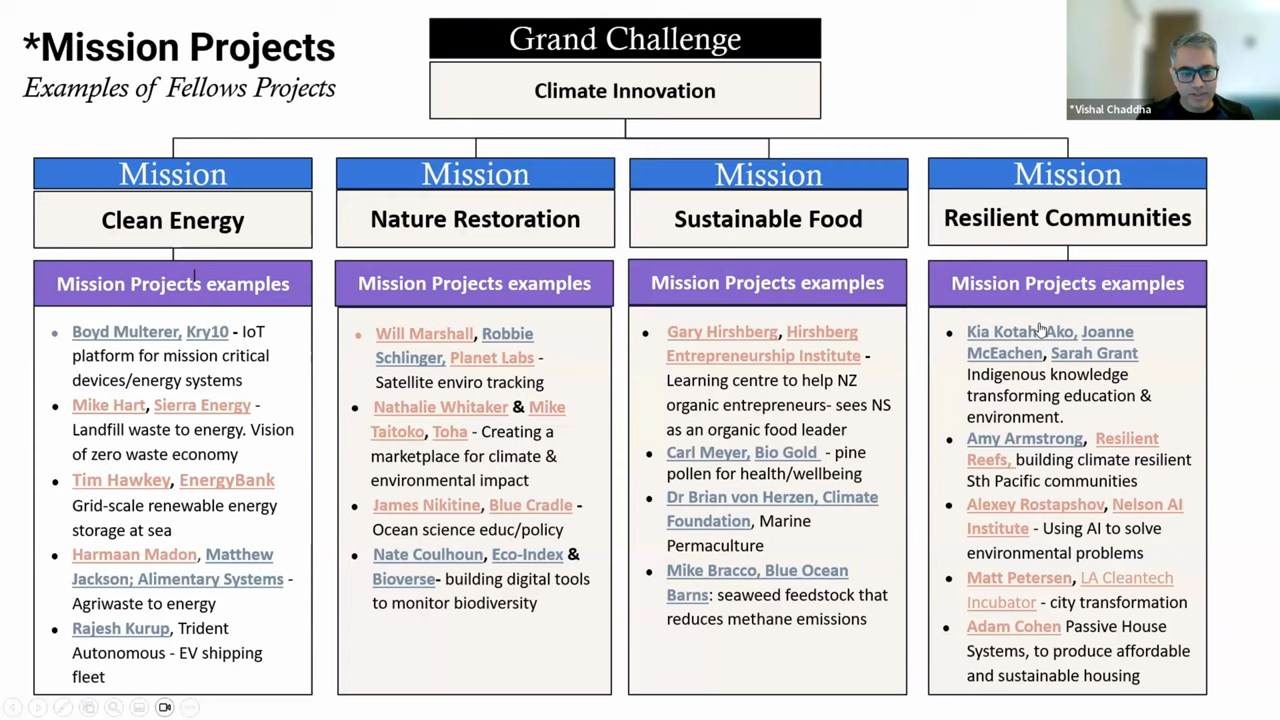 *Mission Projects
Examples of Fellows Projects
Grand Challenge
Climate Innovation
*Vishal Chaddha
Mission
Clean Energy
Mission Projects examples
• Boyd Multerer, Kry10 - IoT
platform for mission critical
devices/energy systems
• Mike Hart, Sierra Energy -
Landfill waste to energy. Vision
of zero waste economy
• Tim Hawkey, EnergyBank
Grid-scale renewable energy
storage at sea
• Harmaan Madon, Matthew
Jackson; Alimentary Systems -
Agriwaste to energy
• Rajesh Kurup, Trident
Autonomous - EV shipping
fleet
Mission
Nature Restoration
Mission Projects examples
• Will Marshall, Robbie
Schlinger, Planet Labs -
Satellite enviro tracking
• Nathalie Whitaker & Mike
Taitoko, Toha - Creating a
marketplace for climate &
environmental impact
• James Nikitine, Blue Cradle -
Ocean science educ/policy
• Nate Coulhoun, Eco-Index &
Bioverse- building digital tools
to monitor biodiversity
Mission
Sustainable Food
Mission Projects examples
• Gary Hirshberg, Hirshberg
Entrepreneurship Institute -
Learning centre to help NZ
organic entrepreneurs- sees NS
as an organic food leader
• Carl Meyer, Bio Gold - pine
pollen for health/wellbeing
• Dr Brian von Herzen, Climate
Foundation, Marine
Permaculture
• Mike Bracco, Blue Ocean
Barns: seaweed feedstock that
reduces methane emissions
Mission
Resilient Communities
Mission Projects examples
• Kia Kotahi Ako, Joanne
McEachen, Sarah Grant
Indigenous knowledge
transforming education &
environment.
• Amy Armstrong, Resilient
Reefs, building climate resilient
Sth Pacific communities
• Alexey Rostapshov, Nelson AI
Institute - Using AI to solve
environmental problems
• Matt Petersen, LA Cleantech
Incubator - city transformation
• Adam Cohen Passive House
Systems, to produce affordable
and sustainable housing